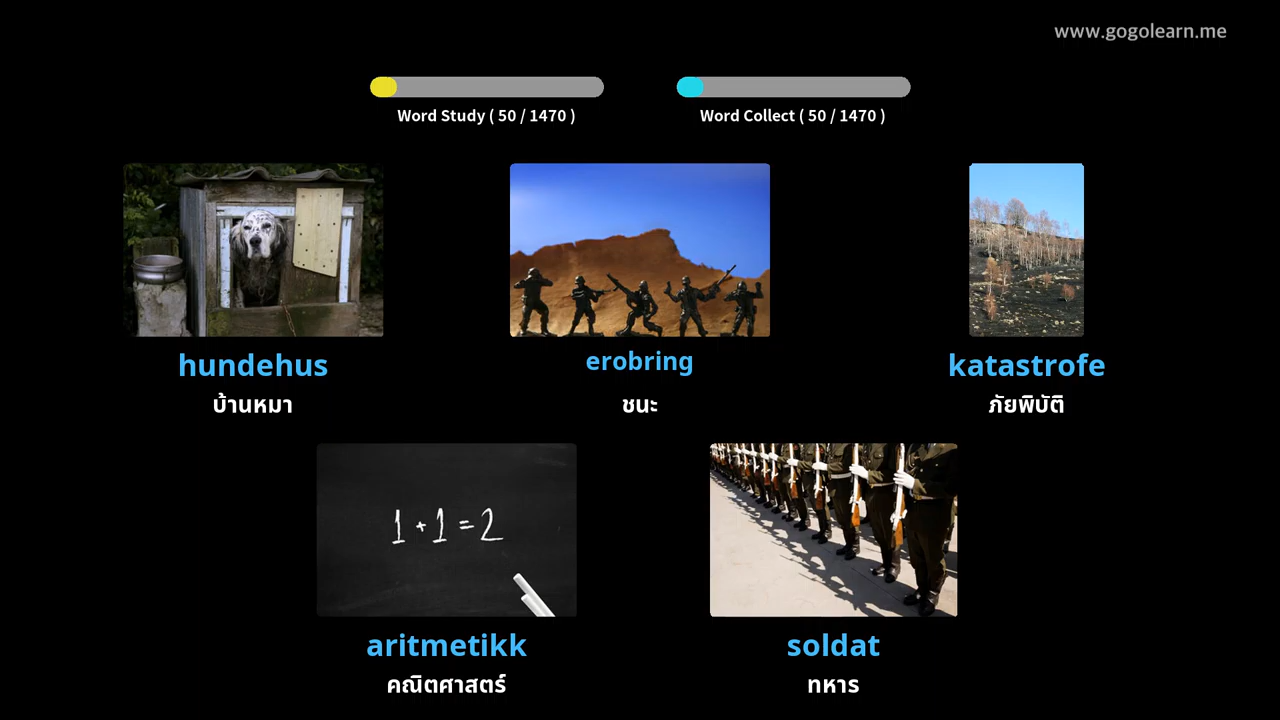 www.gogolearn.me
Word Study ( 50 / 1470 )
Word Collect ( 50 / 1470 )
hundehus
บ้านหมา
erobring
ชนะ
katastrofe
ภัยพิบัติ
1 + 1 = 2
aritmetikk
คณิตศาสตร์
soldat
ทหาร